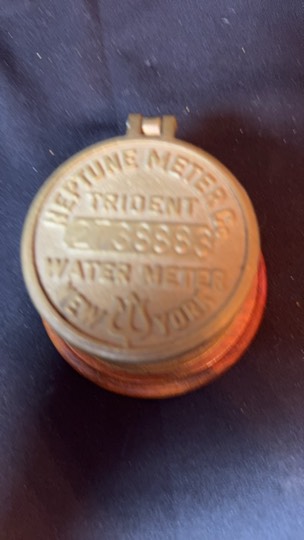 NEPTUNE METER Co.
TRIDENT
WATER METER
NEW YORK